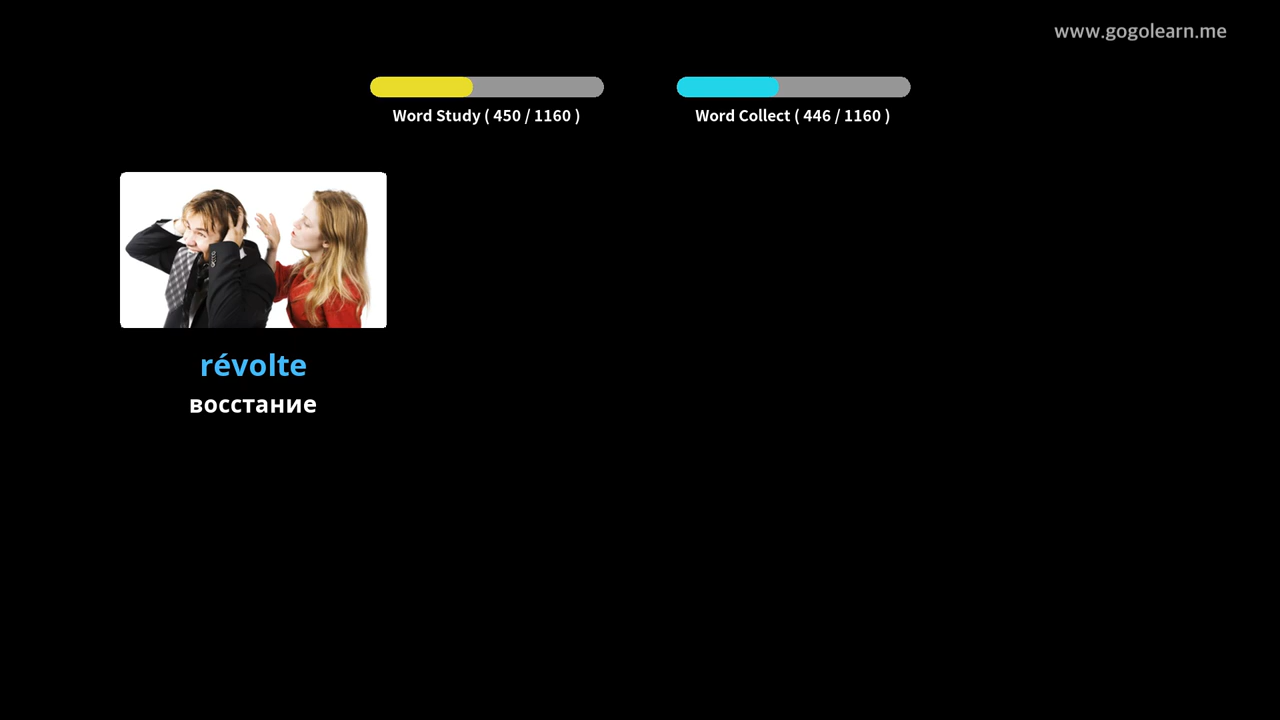 www.gogolearn.me
Word Study ( 450 / 1160 )
Word Collect ( 446 / 1160 )
révolte
восстание